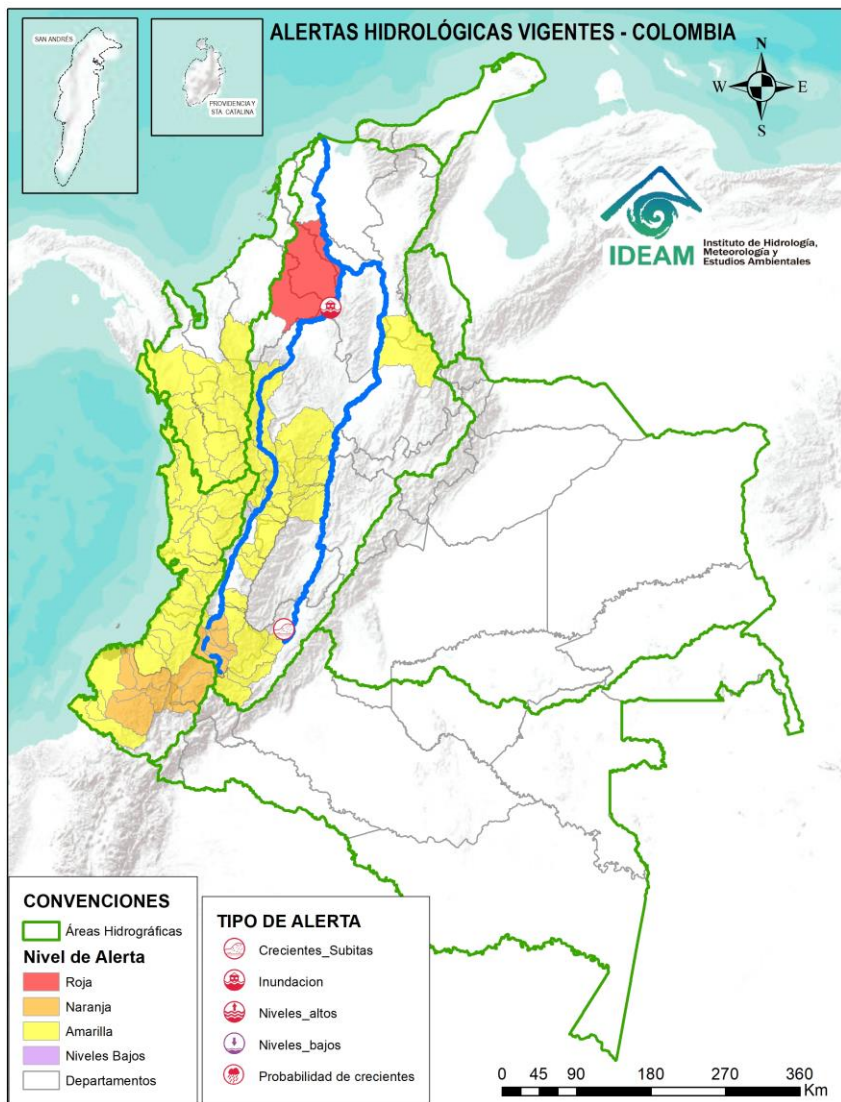 ALERTAS HIDROLÓGICAS VIGENTES - COLOMBIA
SAN ANDRÉS
PROVIDENCIA Y
STA. CATALINA
N
W
E
S
IDEAM
Instituto de Hidrología,
Meteorología y
Estudios Ambientales
CONVENCIONES
Áreas Hidrográficas
Nivel de Alerta
Roja
Naranja
Amarilla
Niveles Bajos
Departamentos
TIPO DE ALERTA
Crecientes_Subitas
Inundacion
Niveles_altos
Niveles_bajos
Probabilidad de crecientes
0 45 90 180 270 360
Km